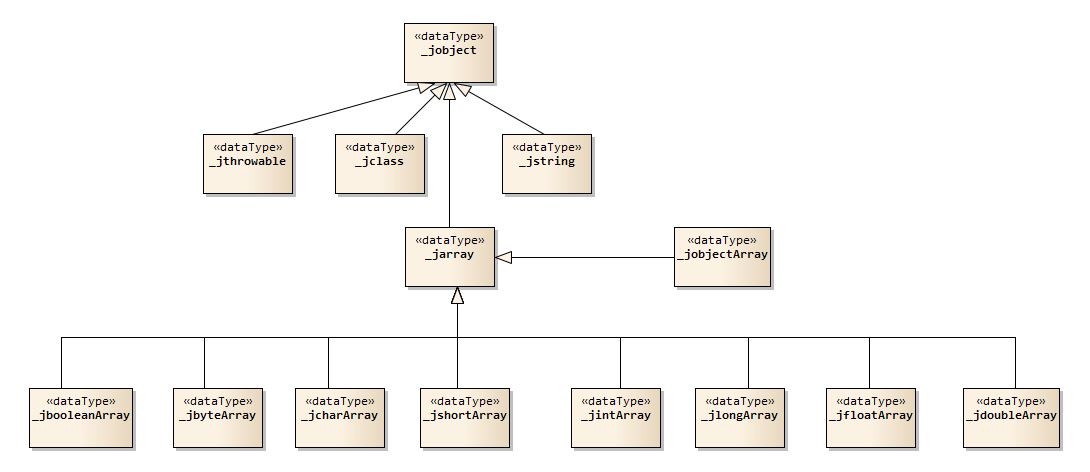 «dataType»
_jobject
«dataType»
_jthrowable
«dataType»
_jclass
«dataType»
_jstring
«dataType»
_jarray
«dataType»
_jobjectArray
«dataType»
_jbooleanArray
«dataType»
_jbyteArray
«dataType»
_jcharArray
«dataType»
_jshortArray
«dataType»
_jintArray
«dataType»
_jlongArray
«dataType»
_jfloatArray
«dataType»
_jdoubleArray